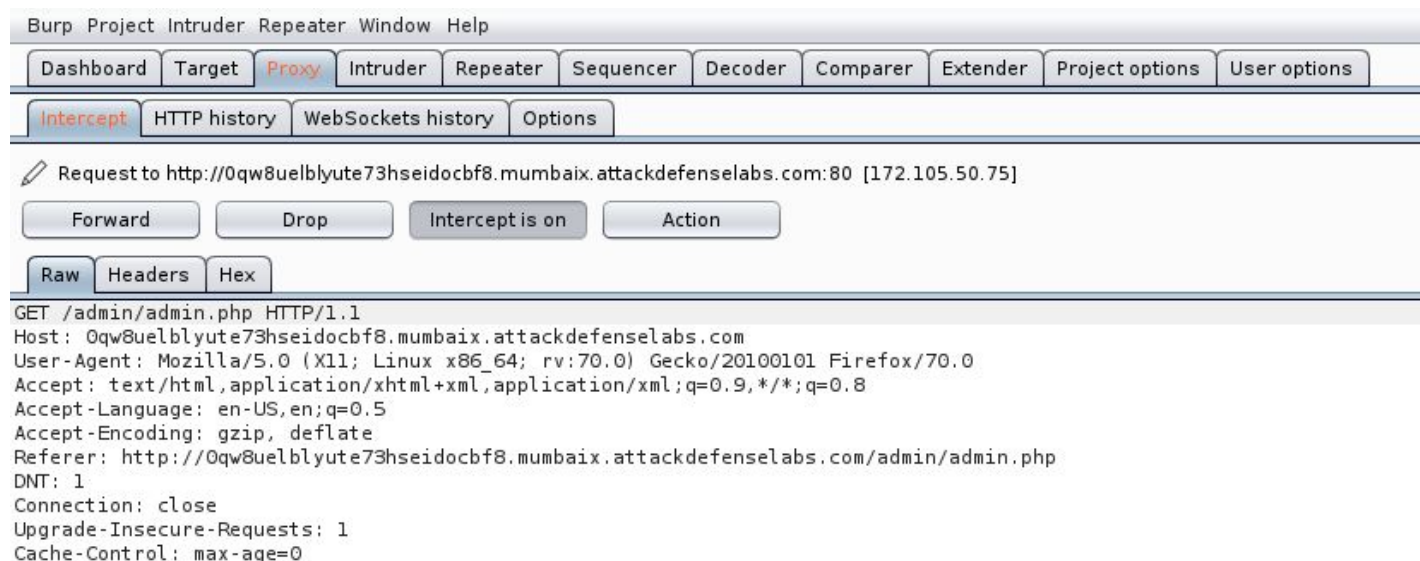 Burp Project Intruder Repeater Window Help
Dashboard Target Proxy Intruder Repeater Sequencer Decoder Comparer Extender Project options User options
Intercept HTTP history WebSockets history Options
Request to http://0qw8uelblyute73hseidocbf8.mumbaix.attackdefenselabs.com:80 [172.105.50.75]
Forward Drop Intercept is on Action
Raw Headers Hex
GET /admin/admin.php HTTP/1.1
Host: 0qw8uelblyute73hseidocbf8.mumbaix.attackdefenselabs.com
User-Agent: Mozilla/5.0 (X11; Linux x86_64; rv:70.0) Gecko/20100101 Firefox/70.0
Accept: text/html,application/xhtml+xml,application/xml;q=0.9,*/*;q=0.8
Accept-Language: en-US,en;q=0.5
Accept-Encoding: gzip, deflate
Referer: http://0qw8uelblyute73hseidocbf8.mumbaix.attackdefenselabs.com/admin/admin.php
DNT: 1
Connection: close
Upgrade-Insecure-Requests: 1
Cache-Control: max-age=0